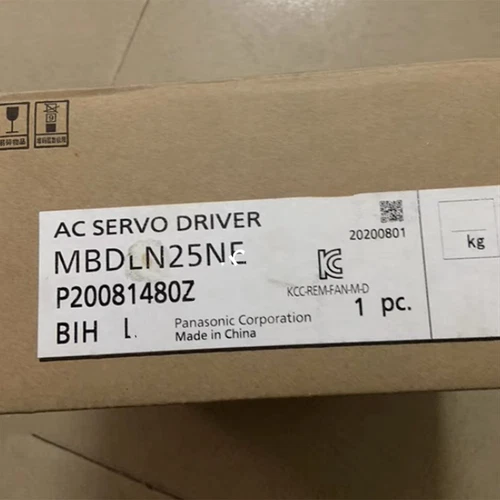 AC SERVO DRIVER
20200801
MBDLN25NE
kg
P20081480Z
KCC-REM-FAN-M-D
1 pc.
BIH L
Panasonic Corporation
Made in China